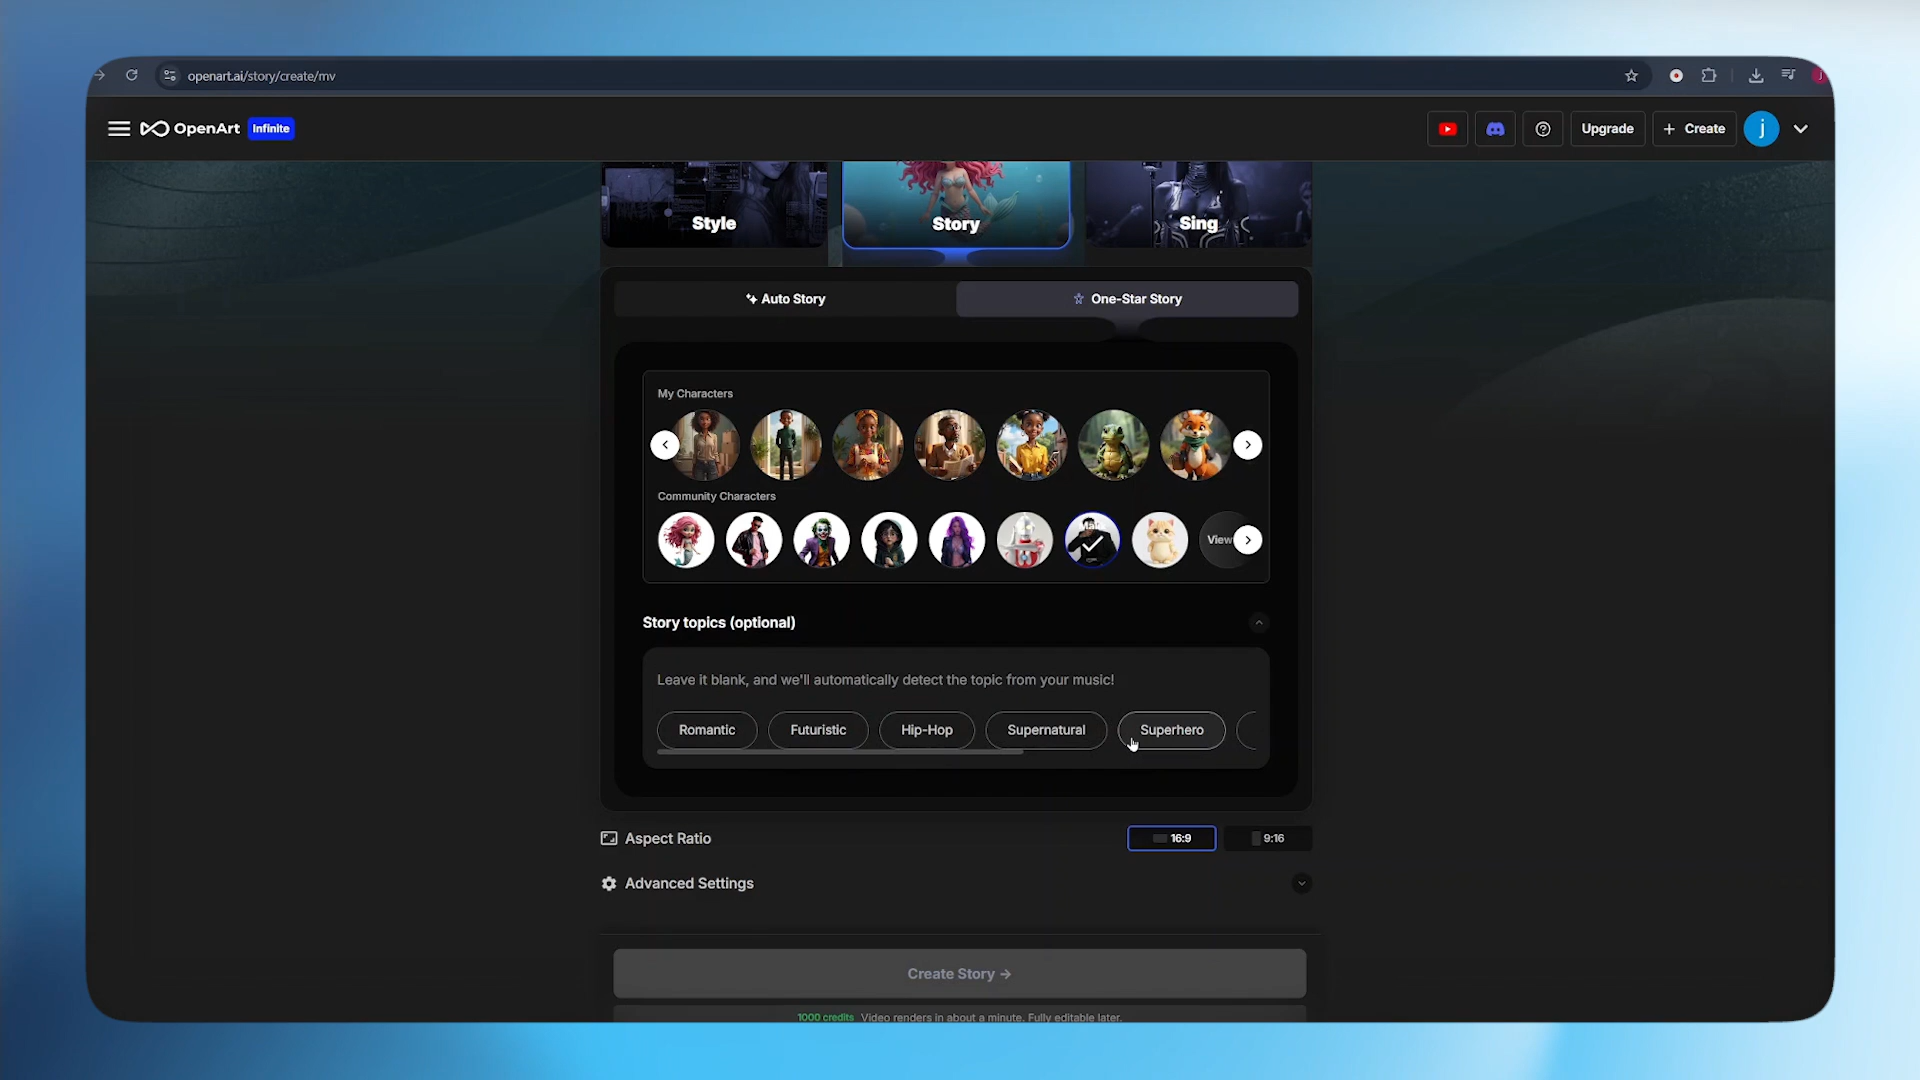 openart.ai/story/create/mv
OpenArt Infinite
Upgrade
+ Create
j
Style
Story
Sing
Auto Story
One-Star Story
My Characters
Community Characters
View
Story topics (optional)
Leave it blank, and we'll automatically detect the topic from your music!
Romantic
Futuristic
Hip-Hop
Supernatural
Superhero
Aspect Ratio
16:9
9:16
Advanced Settings
Create Story →
1000 credits Video renders in about a minute. Fully editable later.